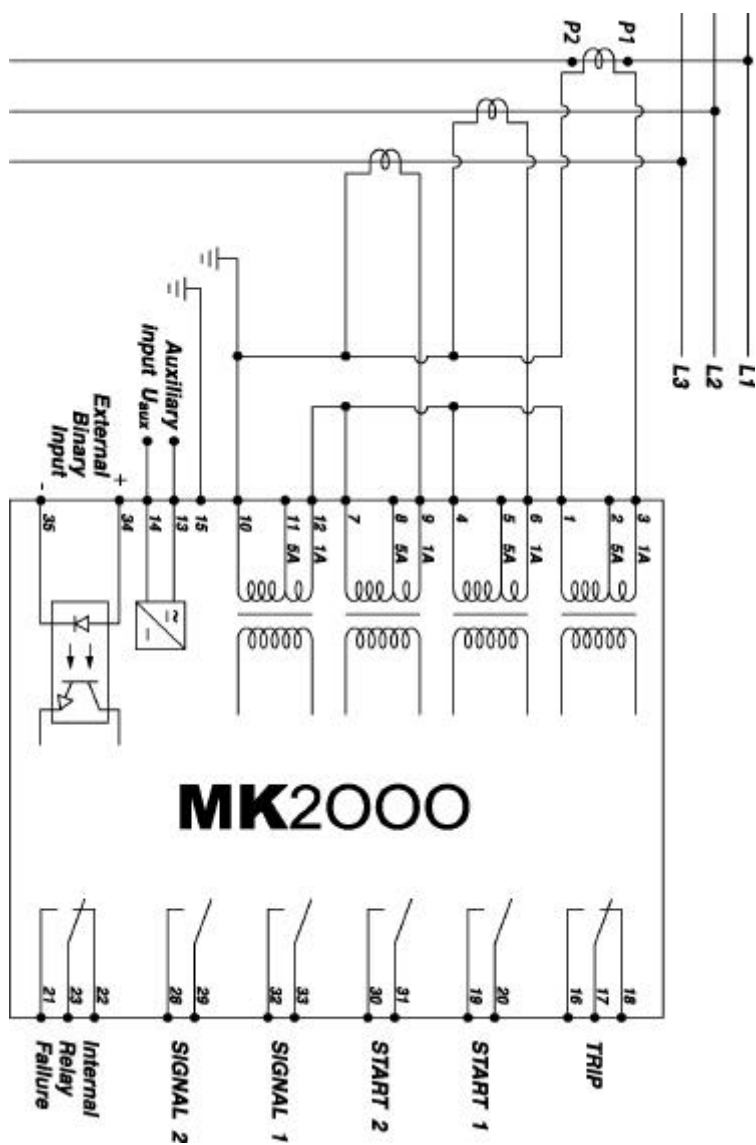 P2
P1
L3
L2
L1
Auxiliary
input Uaux
External
Binary
Input
-
+
35
34
14
13
15
10
11
5A
12
1A
7
8
5A
9
1A
4
5
5A
6
1A
1
2
5A
3
1A
MK2000
21
23
22
28
29
32
33
30
31
19
20
16
17
18
Internal
Relay
Failure
SIGNAL 2
SIGNAL 1
START 2
START 1
TRIP